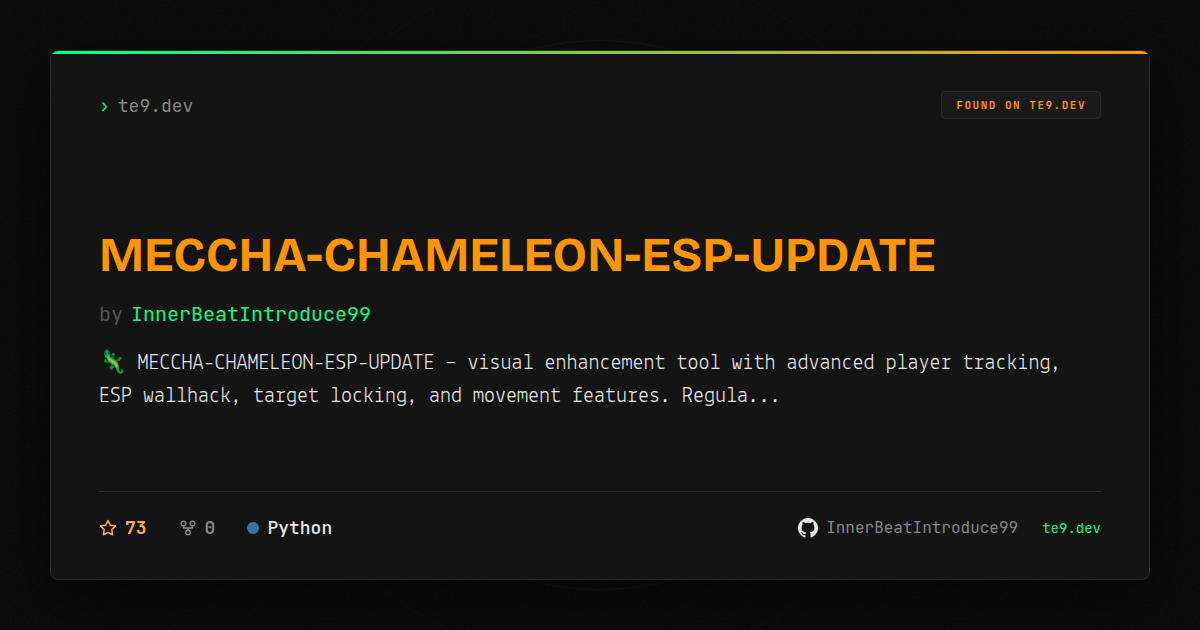 › te9.dev
FOUND ON TE9.DEV
MECCHA-CHAMELEON-ESP-UPDATE
by InnerBeatIntroduce99
🦎 MECCHA-CHAMELEON-ESP-UPDATE – visual enhancement tool with advanced player tracking,
ESP wallhack, target locking, and movement features. Regula...
73 0 Python InnerBeatIntroduce99 te9.dev